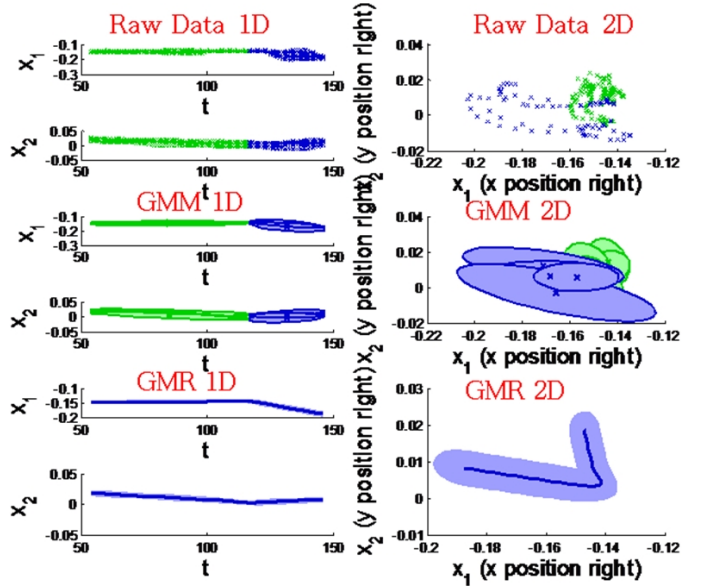 Raw Data 1D
x1
-0.1
-0.2
-0.3
50 100 150
t
x2
0.05
0
-0.05
50 100 150
t
GMM 1D
x1
-0.1
-0.2
-0.3
50 100 150
t
x2
0.05
0
-0.05
50 100 150
t
GMR 1D
x1
-0.1
-0.15
-0.2
50 100 150
t
x2
0.05
0
-0.05
50 100 150
t
Raw Data 2D
x2 (y position right)
0.04
0.02
0
-0.02
-0.22 -0.2 -0.18 -0.16 -0.14 -0.12
x1 (x position right)
GMM 2D
x2 (y position right)
0.04
0.02
0
-0.02
-0.22 -0.2 -0.18 -0.16 -0.14 -0.12
x1 (x position right)
GMR 2D
x2 (y position right)
0.03
0.02
0.01
0
-0.01
-0.2 -0.18 -0.16 -0.14 -0.12
x1 (x position right)